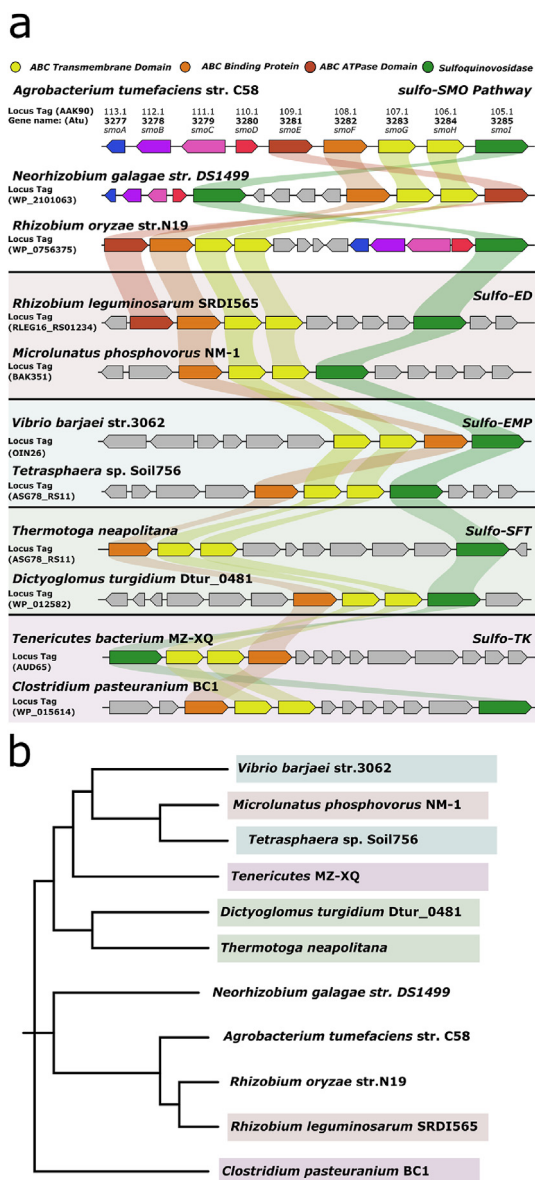 a
ABC Transmembrane Domain ABC Binding Protein ABC ATPase Domain Sulfoquinovosidase
Agrobacterium tumefaciens str. C58 sulfo-SMO Pathway
Locus Tag (AAK90) 113.1 112.1 111.1 110.1 109.1 108.1 107.1 106.1 105.1
Gene name: (Atu) 3277 3278 3279 3280 3281 3282 3283 3284 3285
smoA smoB smoC smoD smoE smoF smoG smoH smoI
Neorhizobium galagae str. DS1499
Locus Tag
(WP_2101063)
Rhizobium oryzae str.N19
Locus Tag
(WP_0756375)
Sulfo-ED
Rhizobium leguminosarum SRDI565
Locus Tag
(RLEG16_RS01234)
Microlunatus phosphovorus NM-1
Locus Tag
(BAK351)
Vibrio barjaei str.3062 Sulfo-EMP
Locus Tag
(OIN26)
Tetrasphaera sp. Soil756
Locus Tag
(ASG78_RS11)
Thermotoga neapolitana Sulfo-SFT
Locus Tag
(ASG78_RS11)
Dictyoglomus turgidium Dtur_0481
Locus Tag
(WP_012582)
Tenericutes bacterium MZ-XQ Sulfo-TK
Locus Tag
(AUD65)
Clostridium pasteuranium BC1
Locus Tag
(WP_015614)
b
Vibrio barjaei str.3062
Microlunatus phosphovorus NM-1
Tetrasphaera sp. Soil756
Tenericutes MZ-XQ
Dictyoglomus turgidium Dtur_0481
Thermotoga neapolitana
Neorhizobium galagae str. DS1499
Agrobacterium tumefaciens str. C58
Rhizobium oryzae str.N19
Rhizobium leguminosarum SRDI565
Clostridium pasteuranium BC1